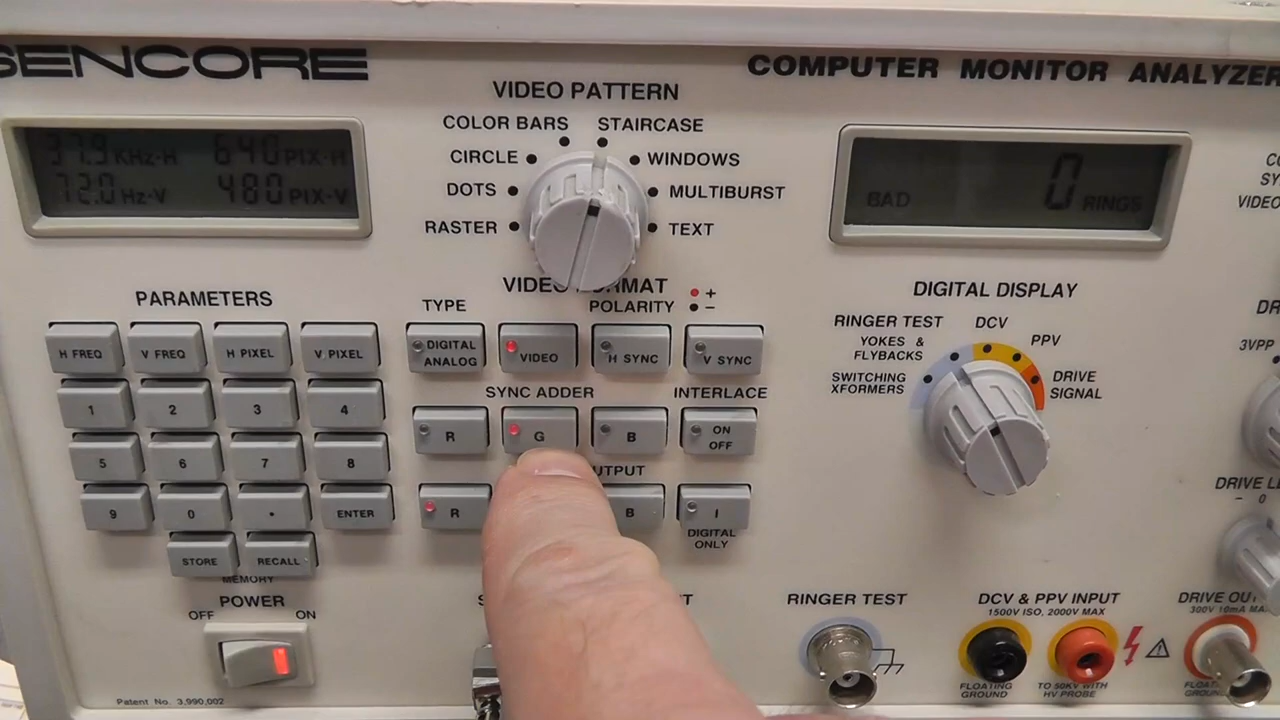 SENCORE
COMPUTER MONITOR ANALYZER
VIDEO PATTERN
COLOR BARS
STAIRCASE
CIRCLE
WINDOWS
DOTS
MULTIBURST
RASTER
TEXT
37.9 KHz-H 640 PIX-H
72.0 Hz-V 480 PIX-V
BAD 0 RINGS
VIDEO
PARAMETERS
H FREQ
V FREQ
H PIXEL
V PIXEL
1
2
3
4
5
6
7
8
9
0
•
ENTER
STORE
RECALL
MEMORY
POWER
OFF
ON
Patent No. 3,990,002
VIDEO
TYPE
POLARITY
+
−
DIGITAL
ANALOG
VIDEO
H SYNC
V SYNC
SYNC ADDER
INTERLACE
R
G
B
ON
OFF
R
B
I
DIGITAL
ONLY
DIGITAL DISPLAY
RINGER TEST
YOKES &
FLYBACKS
SWITCHING
XFORMERS
DCV
PPV
DRIVE
SIGNAL
3VPP
− 0
RINGER TEST
DCV & PPV INPUT
1500V ISO, 2000V MAX
FLOATING
GROUND
TO 50KV WITH
HV PROBE
DRIVE
300V 10mA